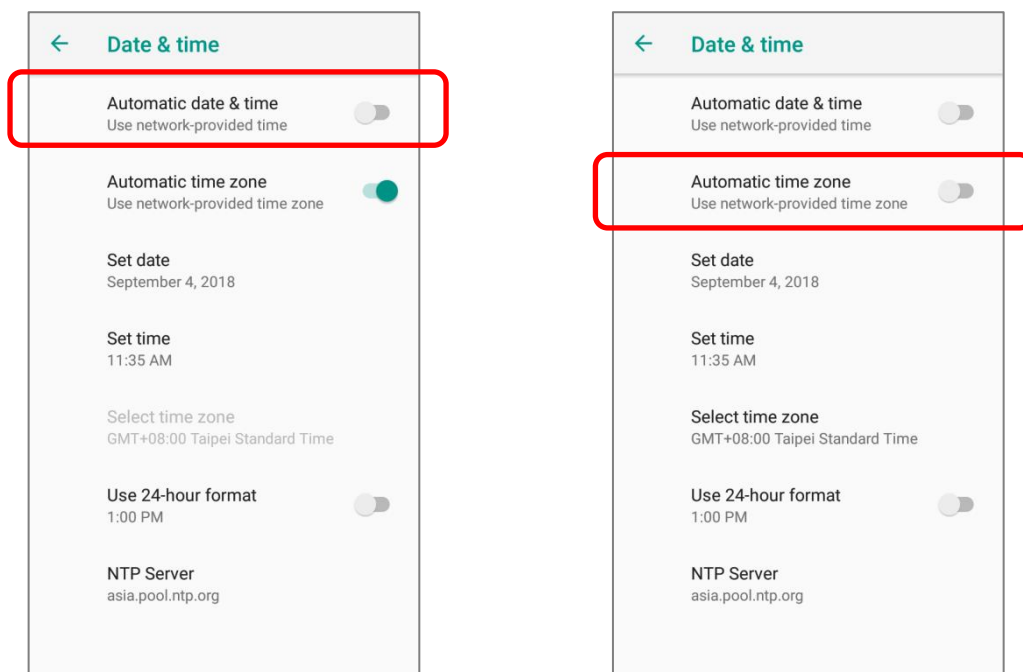 Date & time
Automatic date & time
Use network-provided time
Automatic time zone
Use network-provided time zone
Set date
September 4, 2018
Set time
11:35 AM
Select time zone
GMT+08:00 Taipei Standard Time
Use 24-hour format
1:00 PM
NTP Server
asia.pool.ntp.org
Date & time
Automatic date & time
Use network-provided time
Automatic time zone
Use network-provided time zone
Set date
September 4, 2018
Set time
11:35 AM
Select time zone
GMT+08:00 Taipei Standard Time
Use 24-hour format
1:00 PM
NTP Server
asia.pool.ntp.org